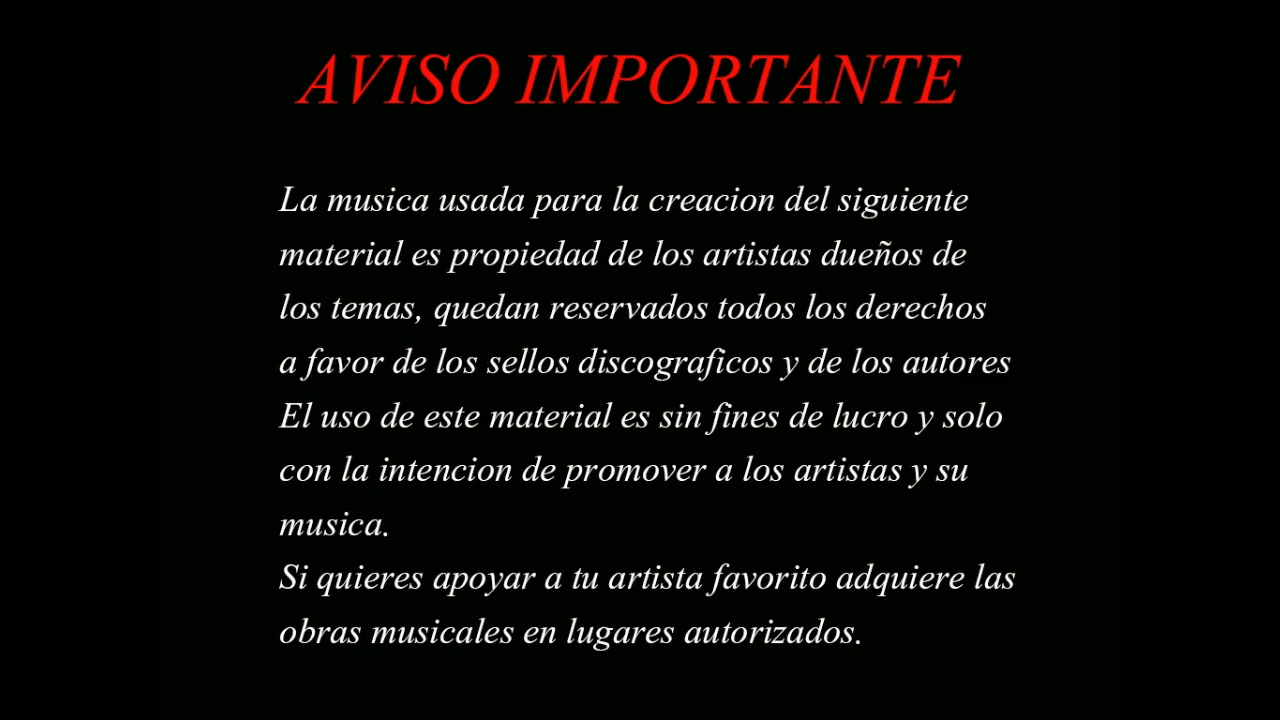 AVISO IMPORTANTE
La musica usada para la creacion del siguiente
material es propiedad de los artistas dueños de
los temas, quedan reservados todos los derechos
a favor de los sellos discograficos y de los autores
El uso de este material es sin fines de lucro y solo
con la intencion de promover a los artistas y su
musica.
Si quieres apoyar a tu artista favorito adquiere las
obras musicales en lugares autorizados.